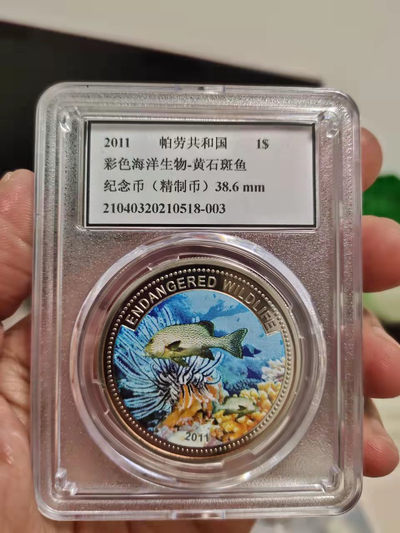 2011 帕劳共和国 1$
彩色海洋生物-黄石斑鱼
纪念币（精制币）38.6 mm
21040320210518-003
ENDANGERED WILDLIFE
2011